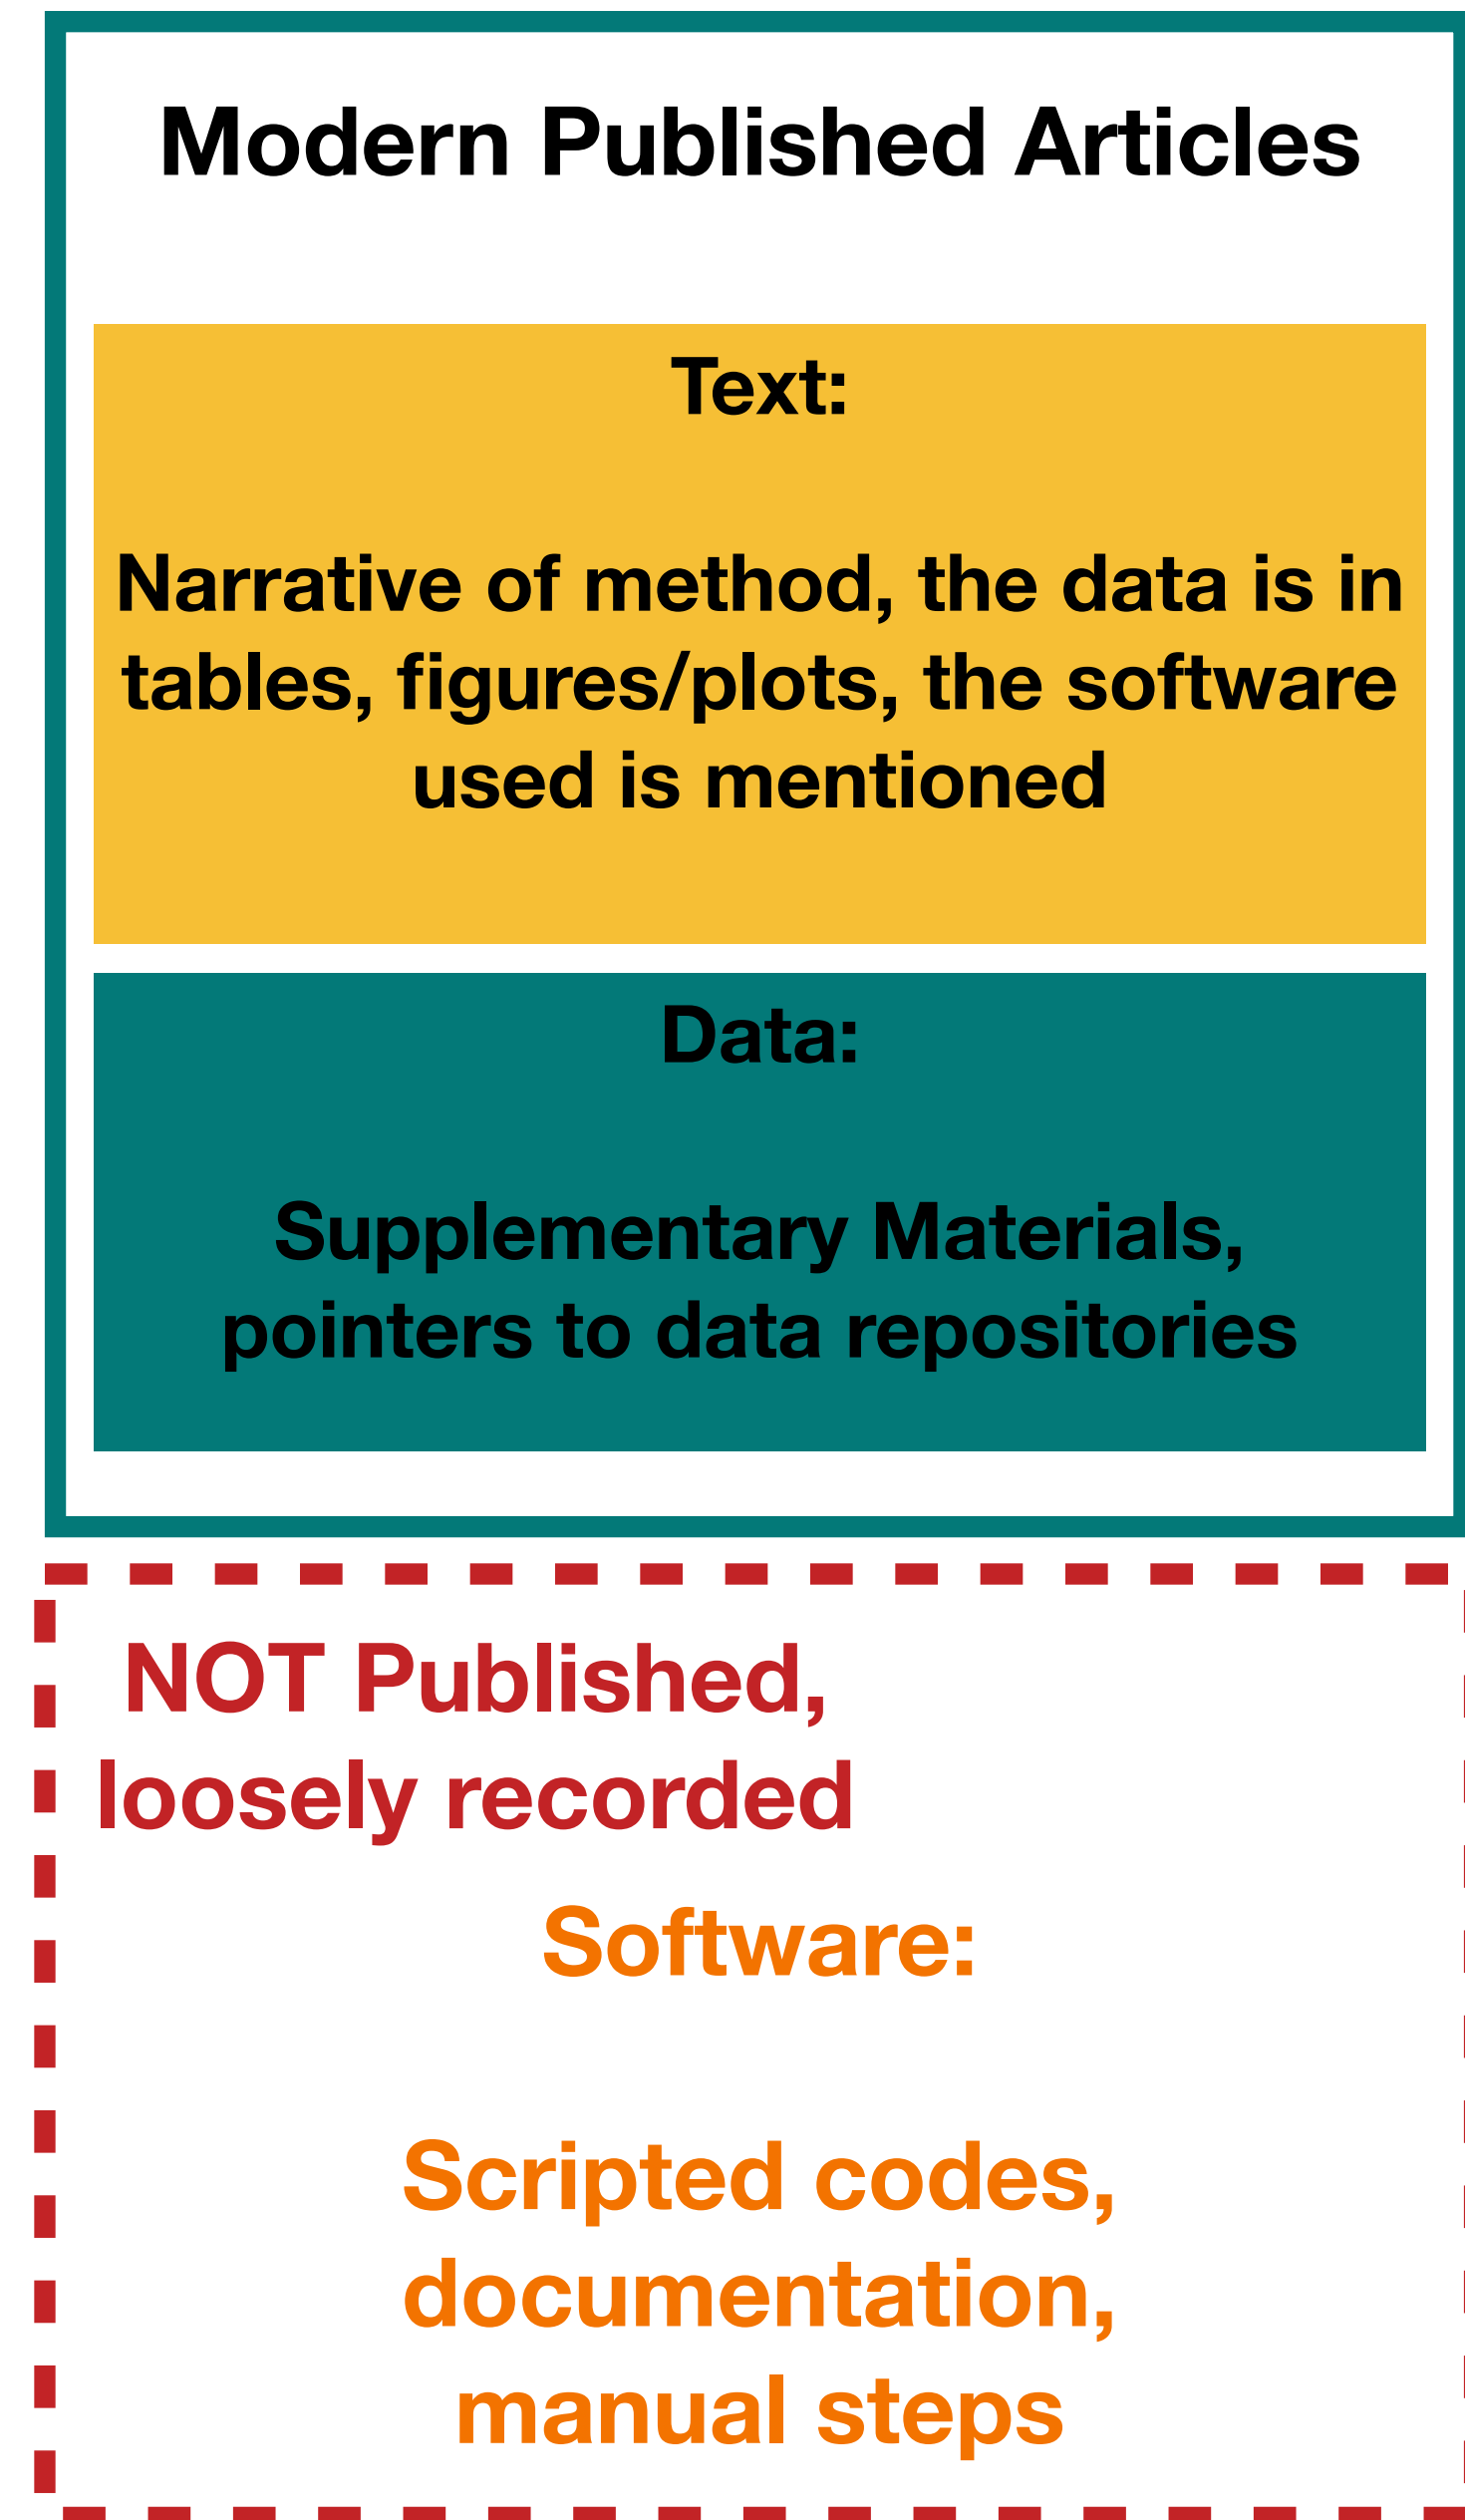 Modern Published Articles
Text:
Narrative of method, the data is in
tables, figures/plots, the software
used is mentioned
Data:
Supplementary Materials,
pointers to data repositories
NOT Published,
loosely recorded
Software:
Scripted codes,
documentation,
manual steps